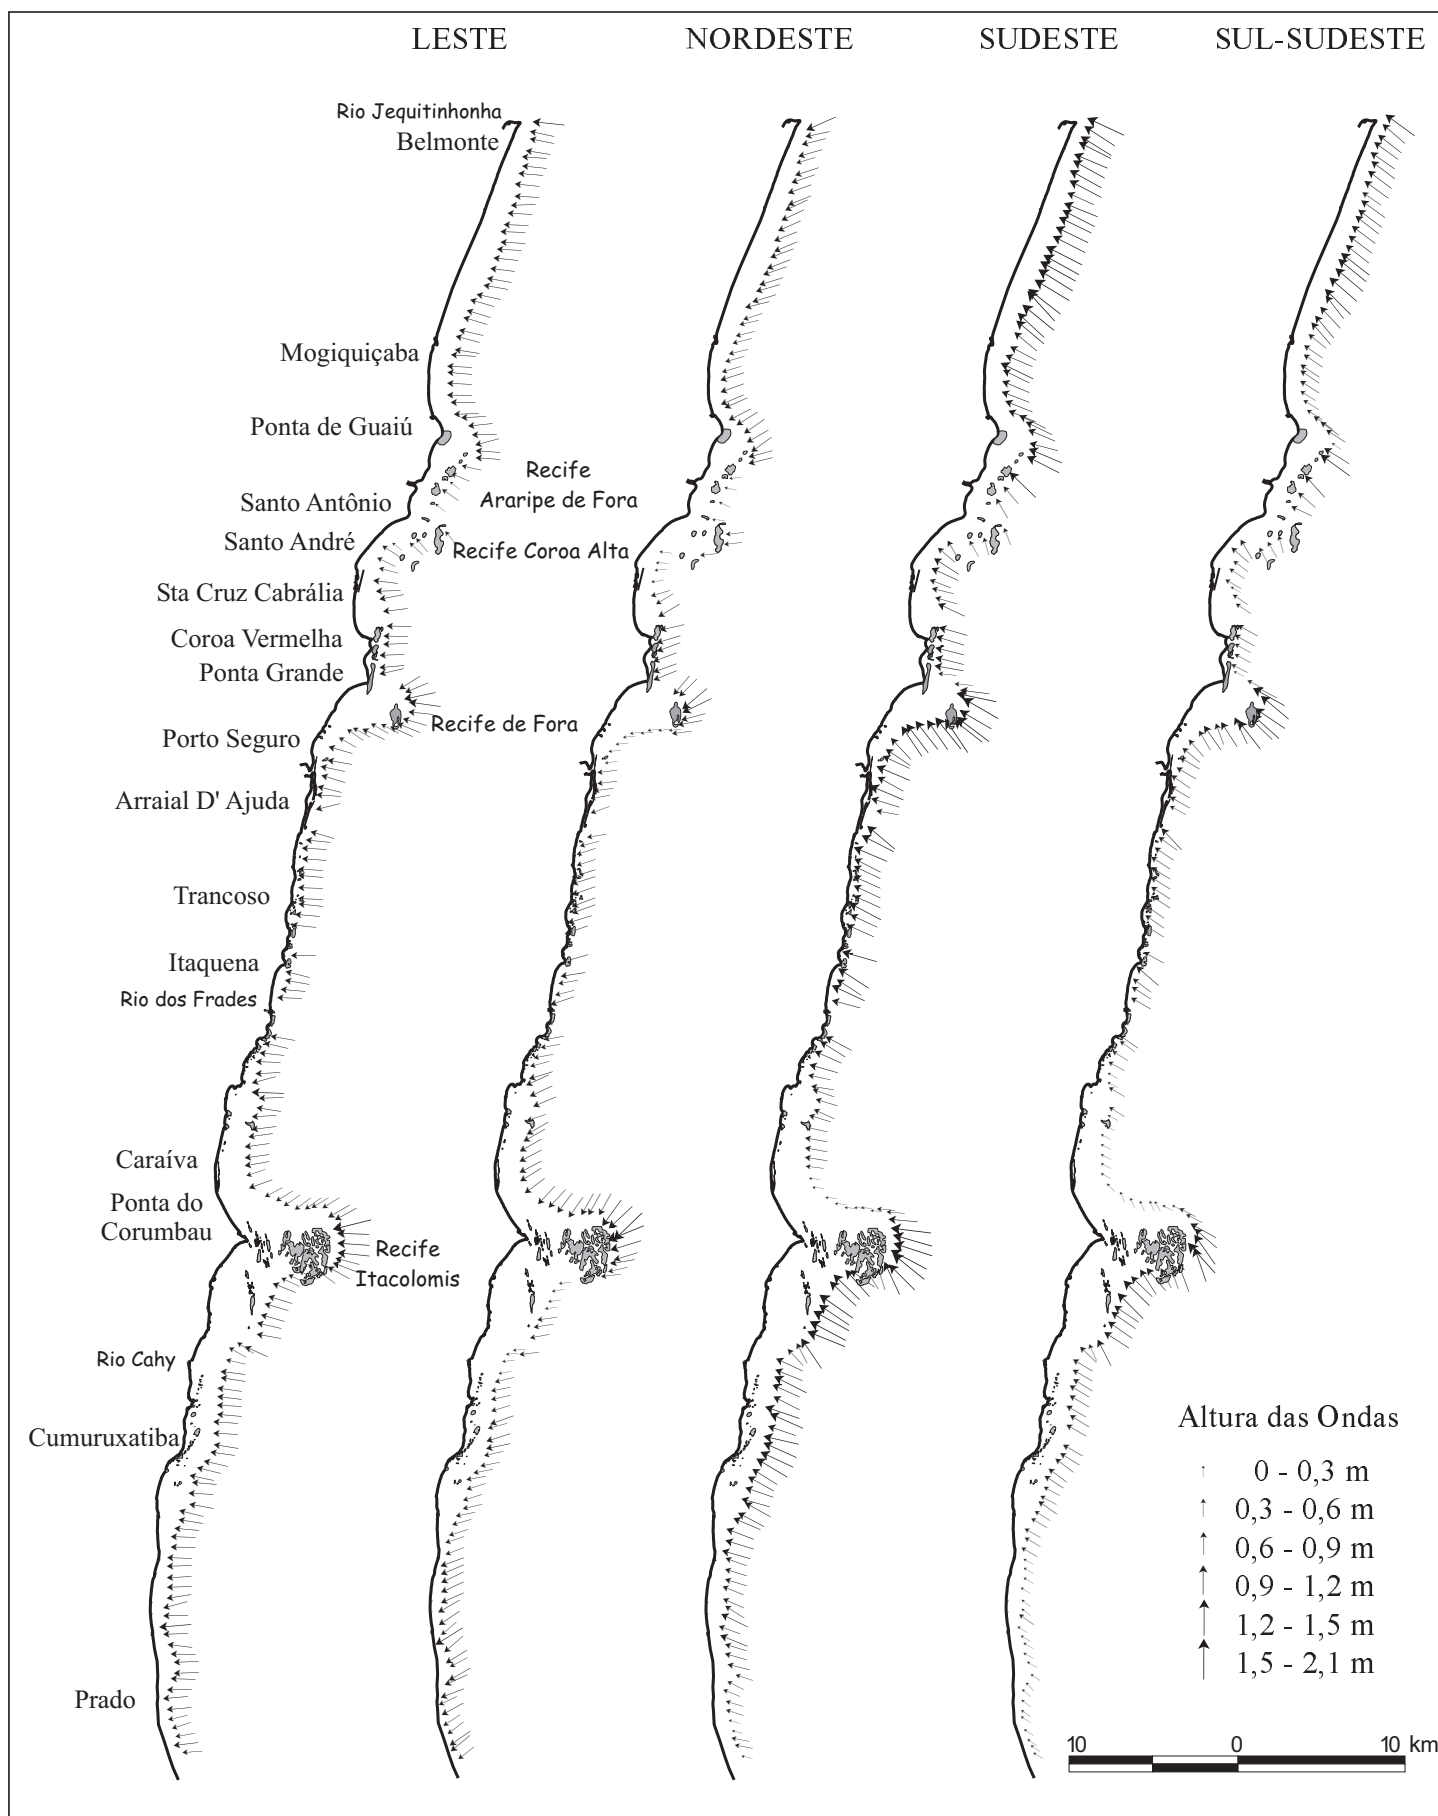 LESTE NORDESTE SUDESTE SUL-SUDESTE
Rio Jequitinhonha
Belmonte
Mogiquiçaba
Ponta de Guaiú
Recife
Araripe de Fora
Santo Antônio
Santo André
Recife Coroa Alta
Sta Cruz Cabrália
Coroa Vermelha
Ponta Grande
Recife de Fora
Porto Seguro
Arraial D' Ajuda
Trancoso
Itaquena
Rio dos Frades
Caraíva
Ponta do
Corumbau
Recife
Itacolomis
Rio Cahy
Cumuruxatiba
Prado
Altura das Ondas
0 - 0,3 m
0,3 - 0,6 m
0,6 - 0,9 m
0,9 - 1,2 m
1,2 - 1,5 m
1,5 - 2,1 m
10 0 10 km